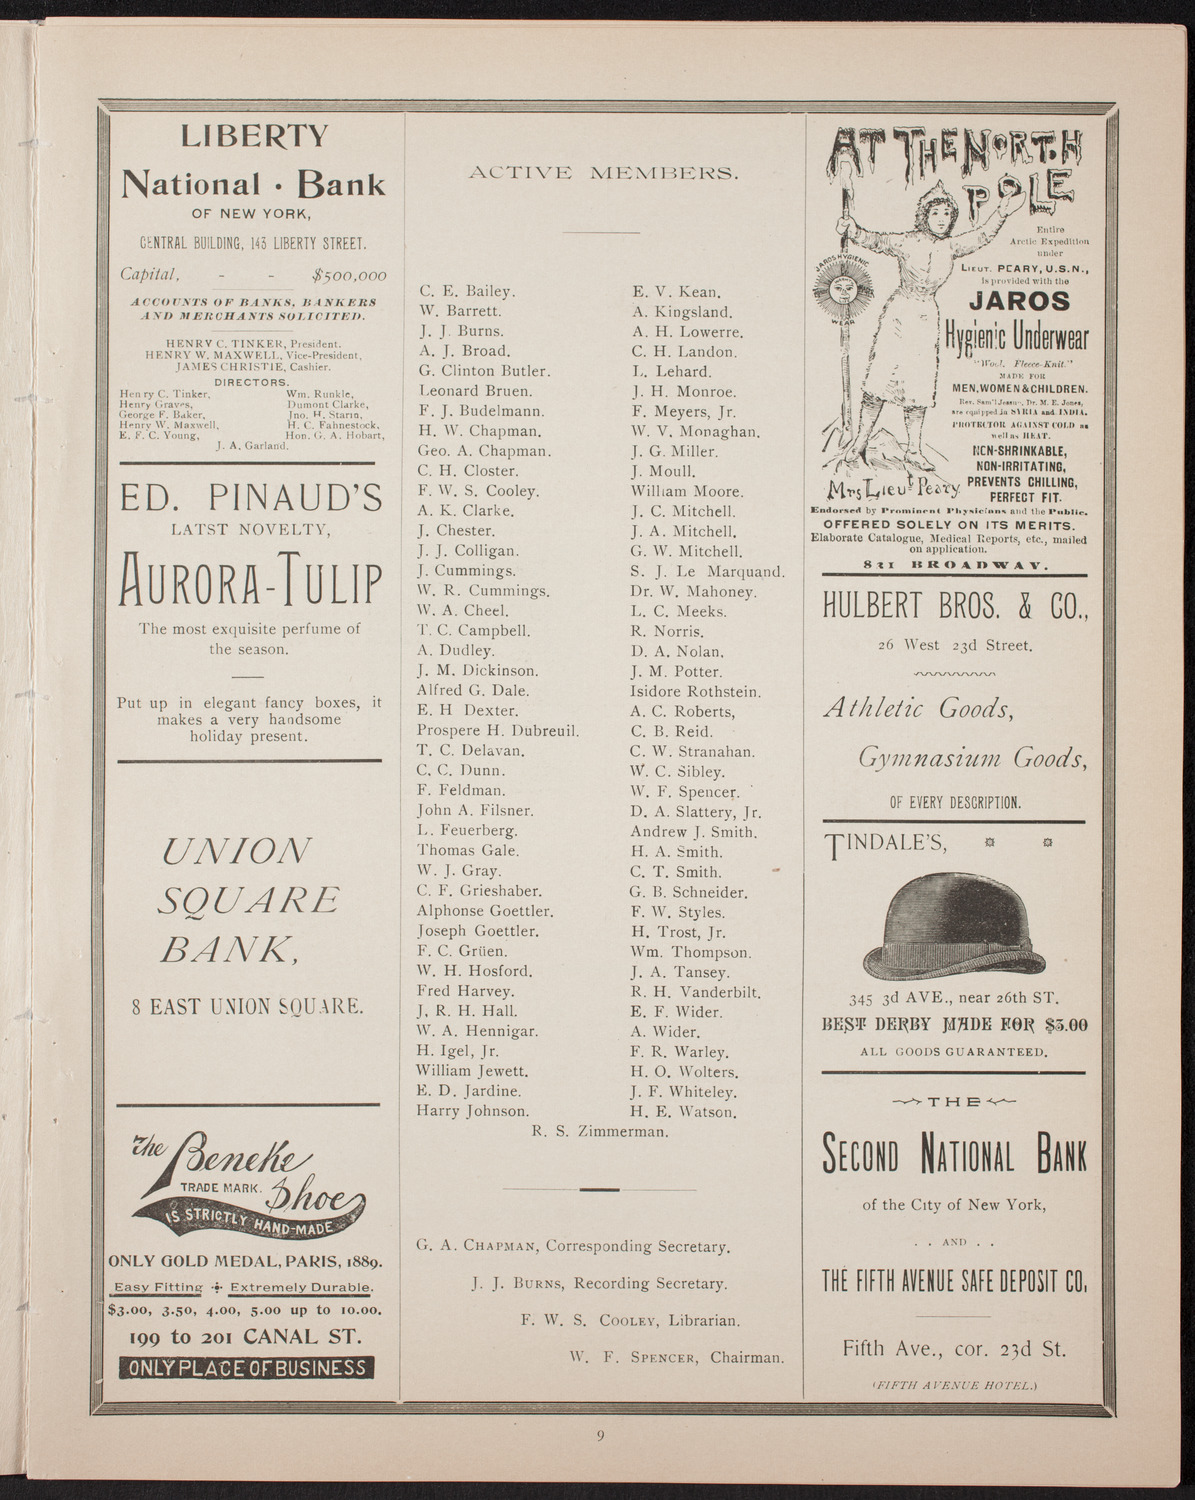 LIBERTY
National · Bank
OF NEW YORK,
CENTRAL BUILDING, 143 LIBERTY STREET.
Capital, - - $500,000
ACCOUNTS OF BANKS, BANKERS
AND MERCHANTS SOLICITED.
HENRY C. TINKER, President.
HENRY W. MAXWELL, Vice-President,
JAMES CHRISTIE, Cashier.
DIRECTORS.
Henry C. Tinker, Wm. Runkle,
Henry Graves, Dumont Clarke,
George F. Baker, Jno. H. Starin,
Henry W. Maxwell, H. C. Fahnestock,
E. F. C. Young, Hon. G. A. Hobart,
J. A. Garland.
ED. PINAUD'S
LATST NOVELTY,
AURORA-TULIP
The most exquisite perfume of
the season.
Put up in elegant fancy boxes, it
makes a very handsome
holiday present.
UNION
SQUARE
BANK,
8 EAST UNION SQUARE.
The Beneke
TRADE MARK. Shoe
IS STRICTLY HAND-MADE
ONLY GOLD MEDAL, PARIS, 1889.
Easy Fitting Extremely Durable.
$3.00, 3.50, 4.00, 5.00 up to 10.00.
199 to 201 CANAL ST.
ONLY PLACE OF BUSINESS
ACTIVE MEMBERS.
C. E. Bailey.
W. Barrett.
J. J. Burns.
A. J. Broad.
G. Clinton Butler.
Leonard Bruen.
F. J. Budelmann.
H. W. Chapman.
Geo. A. Chapman.
C. H. Closter.
F. W. S. Cooley.
A. K. Clarke.
J. Chester.
J. J. Colligan.
J. Cummings.
W. R. Cummings.
W. A. Cheel.
T. C. Campbell.
A. Dudley.
J. M. Dickinson.
Alfred G. Dale.
E. H Dexter.
Prospere H. Dubreuil.
T. C. Delavan.
C. C. Dunn.
F. Feldman.
John A. Filsner.
L. Feuerberg.
Thomas Gale.
W. J. Gray.
C. F. Grieshaber.
Alphonse Goettler.
Joseph Goettler.
F. C. Grüen.
W. H. Hosford.
Fred Harvey.
J, R. H. Hall.
W. A. Hennigar.
H. Igel, Jr.
William Jewett.
E. D. Jardine.
Harry Johnson.
E. V. Kean.
A. Kingsland.
A. H. Lowerre.
C. H. Landon.
L. Lehard.
J. H. Monroe.
F. Meyers, Jr.
W. V. Monaghan.
J. G. Miller.
J. Moull.
William Moore.
J. C. Mitchell.
J. A. Mitchell.
G. W. Mitchell.
S. J. Le Marquand.
Dr. W. Mahoney.
L. C. Meeks.
R. Norris.
D. A. Nolan.
J. M. Potter.
Isidore Rothstein.
A. C. Roberts,
C. B. Reid.
C. W. Stranahan.
W. C. Sibley.
W. F. Spencer.
D. A. Slattery, Jr.
Andrew J. Smith.
H. A. Smith.
C. T. Smith.
G. B. Schneider.
F. W. Styles.
H. Trost, Jr.
Wm. Thompson.
J. A. Tansey.
R. H. Vanderbilt.
E. F. Wider.
A. Wider.
F. R. Warley.
H. O. Wolters.
J. F. Whiteley.
H. E. Watson.
R. S. Zimmerman.
G. A. CHAPMAN, Corresponding Secretary.
J. J. BURNS, Recording Secretary.
F. W. S. COOLEY, Librarian.
W. F. SPENCER, Chairman.
AT THE NORTH
POLE
JAROS HYGIENIC
WEAR
Entire
Arctic Expedition
under
LIEUT. PEARY, U.S.N.,
is provided with the
JAROS
Hygienic Underwear
"Wool, Fleece-Knit."
MADE FOR
MEN, WOMEN & CHILDREN.
Rev. Sam'l Jessup, Dr. M. E. Jones,
are equipped in SYRIA and INDIA.
PROTECTOR AGAINST COLD as
well as HEAT.
NON-SHRINKABLE,
NON-IRRITATING,
PREVENTS CHILLING,
PERFECT FIT.
Mrs Lieut Peary
Endorsed by Prominent Physicians and the Public.
OFFERED SOLELY ON ITS MERITS.
Elaborate Catalogue, Medical Reports, etc., mailed
on application.
831 BROADWAY.
HULBERT BROS. & CO.,
26 West 23d Street.
Athletic Goods,
Gymnasium Goods,
OF EVERY DESCRIPTION.
TINDALE'S,
345 3d AVE., near 26th ST.
BEST DERBY MADE FOR $3.00
ALL GOODS GUARANTEED.
THE
SECOND NATIONAL BANK
of the City of New York,
. . AND . .
THE FIFTH AVENUE SAFE DEPOSIT CO,
Fifth Ave., cor. 23d St.
(FIFTH AVENUE HOTEL.)
9